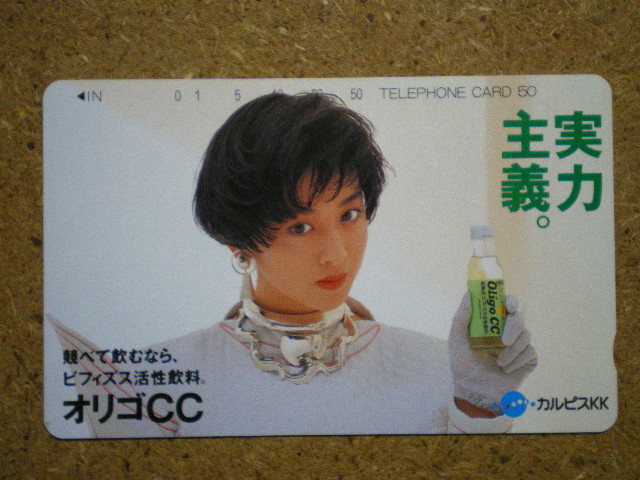 ◀IN 0 1 5 10 30 50 TELEPHONE CARD 50
実力
主義。
Oligo CC
競べて飲むなら、
ビフィズス活性飲料。
オリゴCC
カルピスKK